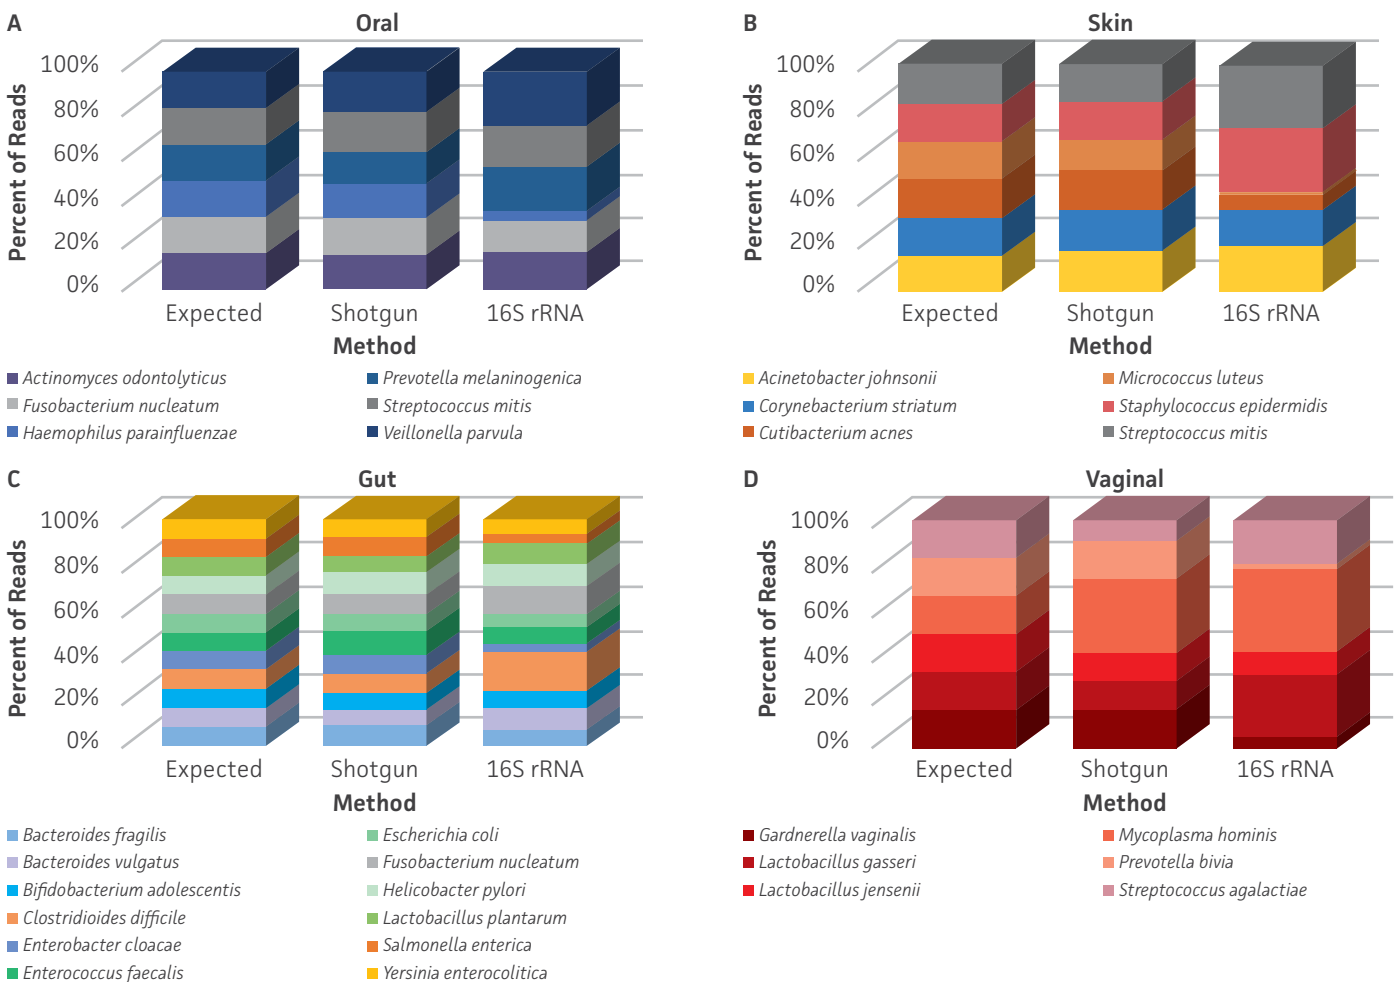 A
Oral
Percent of Reads
100%
80%
60%
40%
20%
0%
Expected Shotgun 16S rRNA
Method
Actinomyces odontolyticus
Fusobacterium nucleatum
Haemophilus parainfluenzae
Prevotella melaninogenica
Streptococcus mitis
Veillonella parvula
B
Skin
Percent of Reads
100%
80%
60%
40%
20%
0%
Expected Shotgun 16S rRNA
Method
Acinetobacter johnsonii
Corynebacterium striatum
Cutibacterium acnes
Micrococcus luteus
Staphylococcus epidermidis
Streptococcus mitis
C
Gut
Percent of Reads
100%
80%
60%
40%
20%
0%
Expected Shotgun 16S rRNA
Method
Bacteroides fragilis
Bacteroides vulgatus
Bifidobacterium adolescentis
Clostridioides difficile
Enterobacter cloacae
Enterococcus faecalis
Escherichia coli
Fusobacterium nucleatum
Helicobacter pylori
Lactobacillus plantarum
Salmonella enterica
Yersinia enterocolitica
D
Vaginal
Percent of Reads
100%
80%
60%
40%
20%
0%
Expected Shotgun 16S rRNA
Method
Gardnerella vaginalis
Lactobacillus gasseri
Lactobacillus jensenii
Mycoplasma hominis
Prevotella bivia
Streptococcus agalactiae